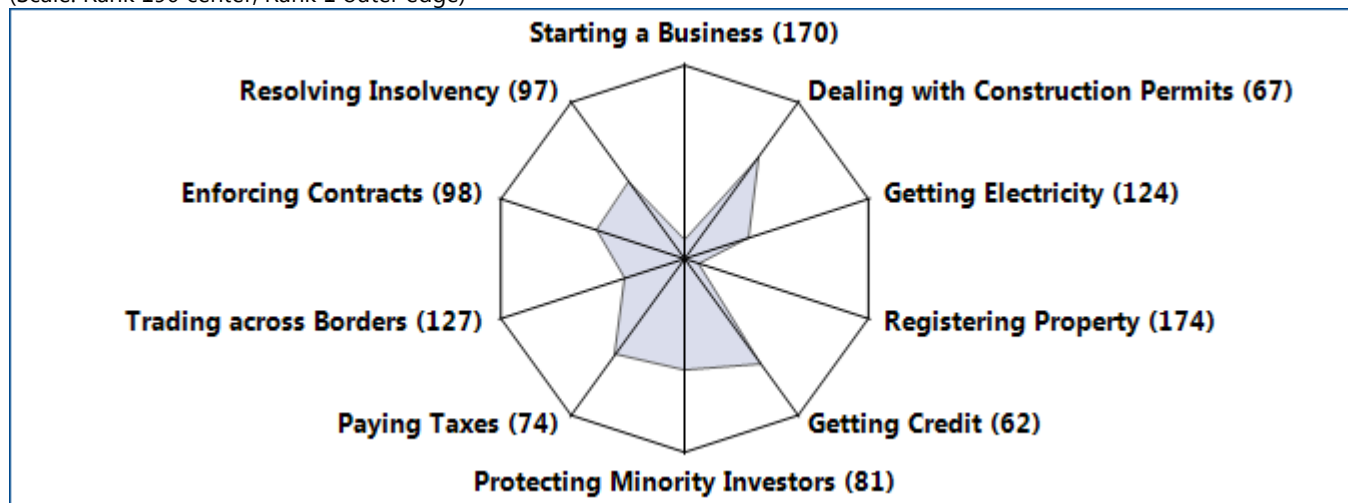 (Scale: Rank 190 center, Rank 1 outer edge)
Starting a Business (170)
Resolving Insolvency (97)
Dealing with Construction Permits (67)
Enforcing Contracts (98)
Getting Electricity (124)
Trading across Borders (127)
Registering Property (174)
Paying Taxes (74)
Getting Credit (62)
Protecting Minority Investors (81)